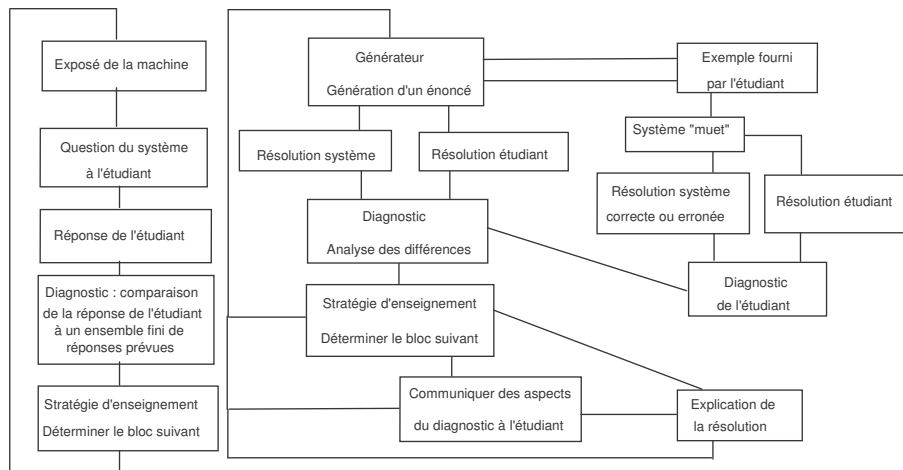 Exposé de la machine
Question du système
à l'étudiant
Réponse de l'étudiant
Diagnostic : comparaison
de la réponse de l'étudiant
à un ensemble fini de
réponses prévues
Stratégie d'enseignement
Déterminer le bloc suivant
Générateur
Génération d'un énoncé
Résolution système
Résolution étudiant
Diagnostic
Analyse des différences
Stratégie d'enseignement
Déterminer le bloc suivant
Communiquer des aspects
du diagnostic à l'étudiant
Exemple fourni
par l'étudiant
Système "muet"
Résolution système
correcte ou erronée
Résolution étudiant
Diagnostic
de l'étudiant
Explication de
la résolution